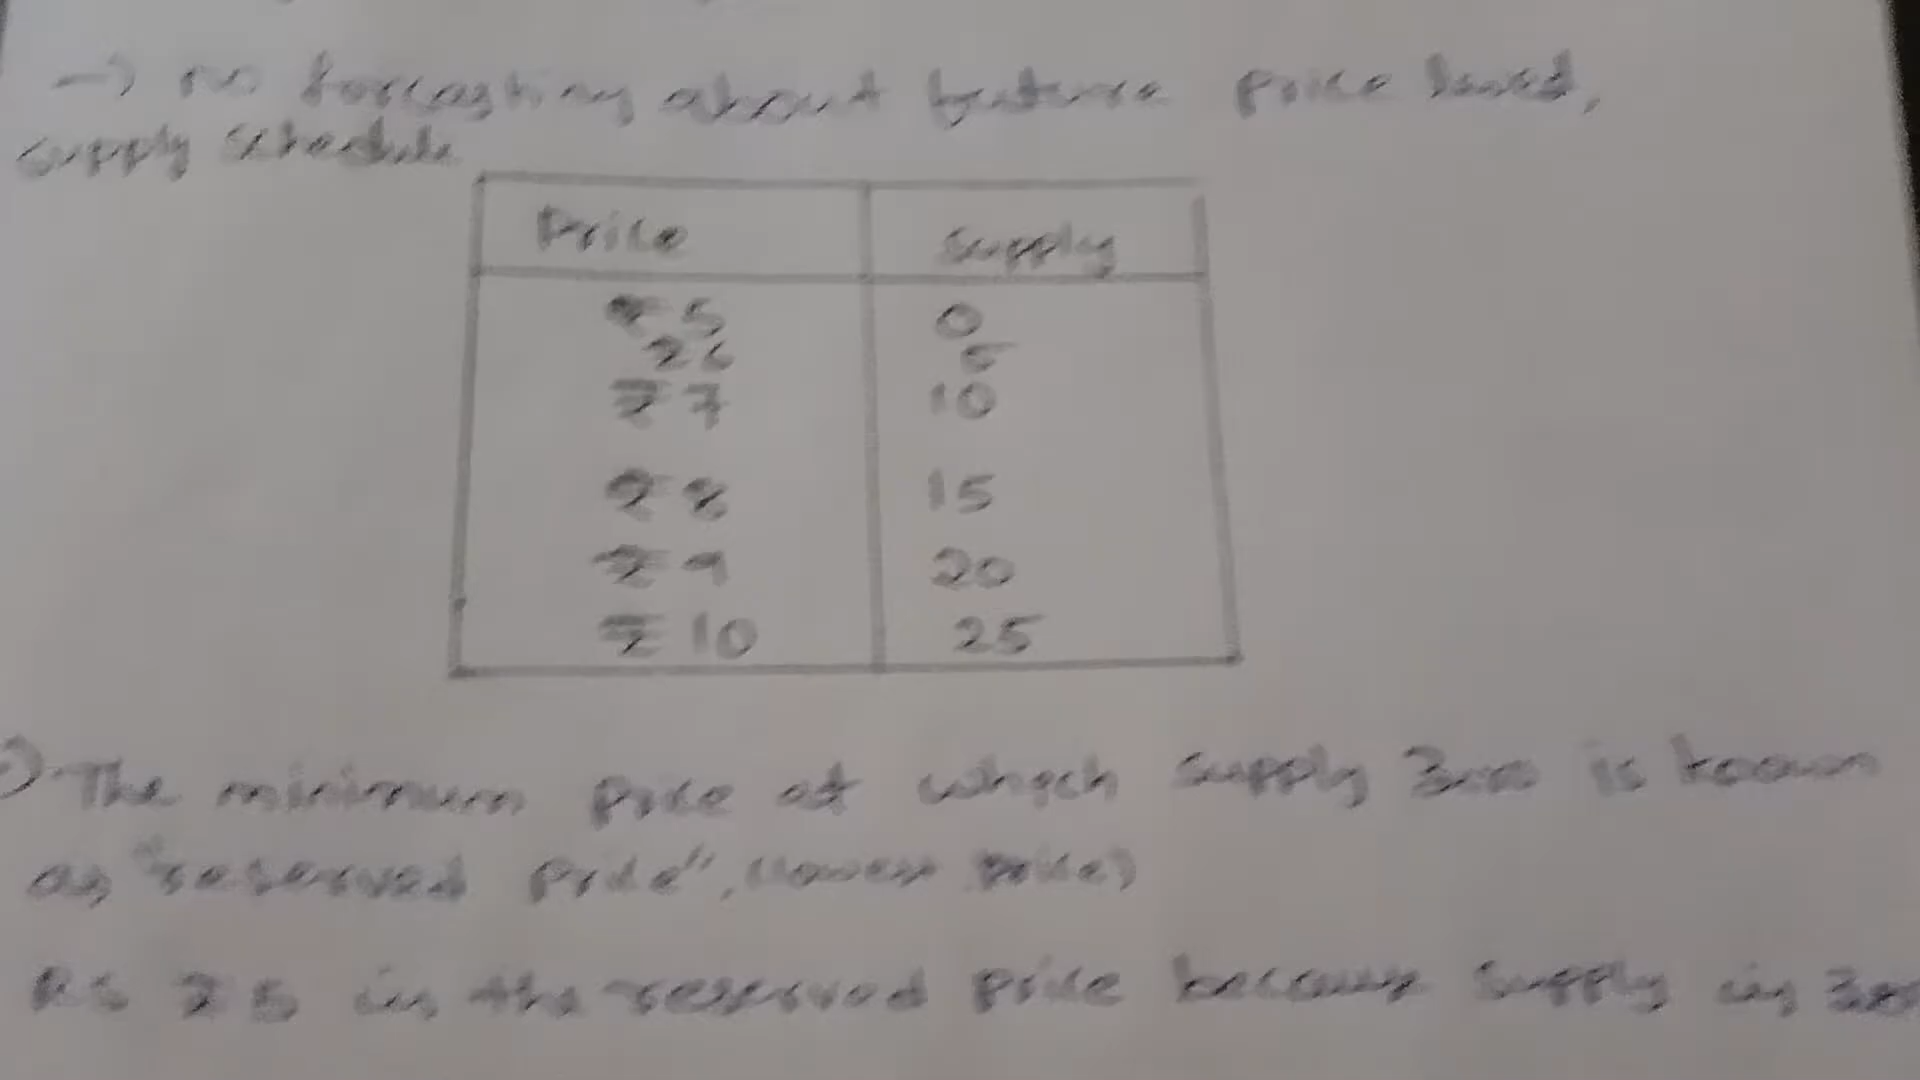 → no forcasting about future price level,
supply schedule
Price Supply
₹ 5 0
₹ 6 5
₹ 7 10
₹ 8 15
₹ 9 20
₹ 10 25
The minimum price at which supply is known
as "reserved price", (lowest price)
RS ₹ 5 is the reserved price because supply is